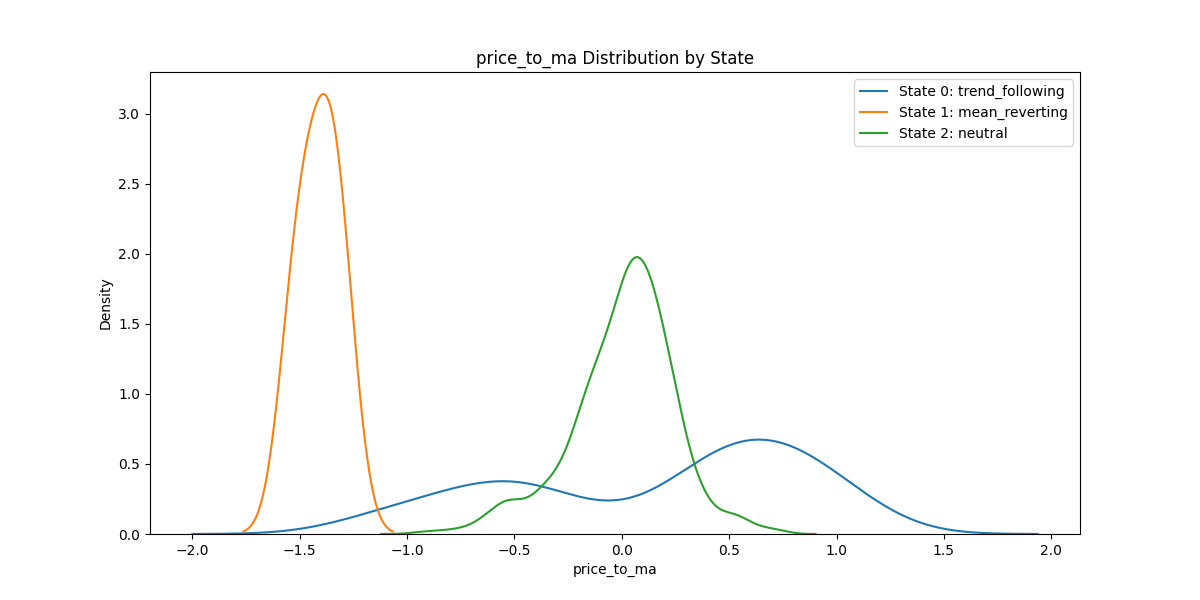 price_to_ma Distribution by State
State 0: trend_following
State 1: mean_reverting
State 2: neutral
Density
3.0
2.5
2.0
1.5
1.0
0.5
0.0
−2.0 −1.5 −1.0 −0.5 0.0 0.5 1.0 1.5 2.0
price_to_ma